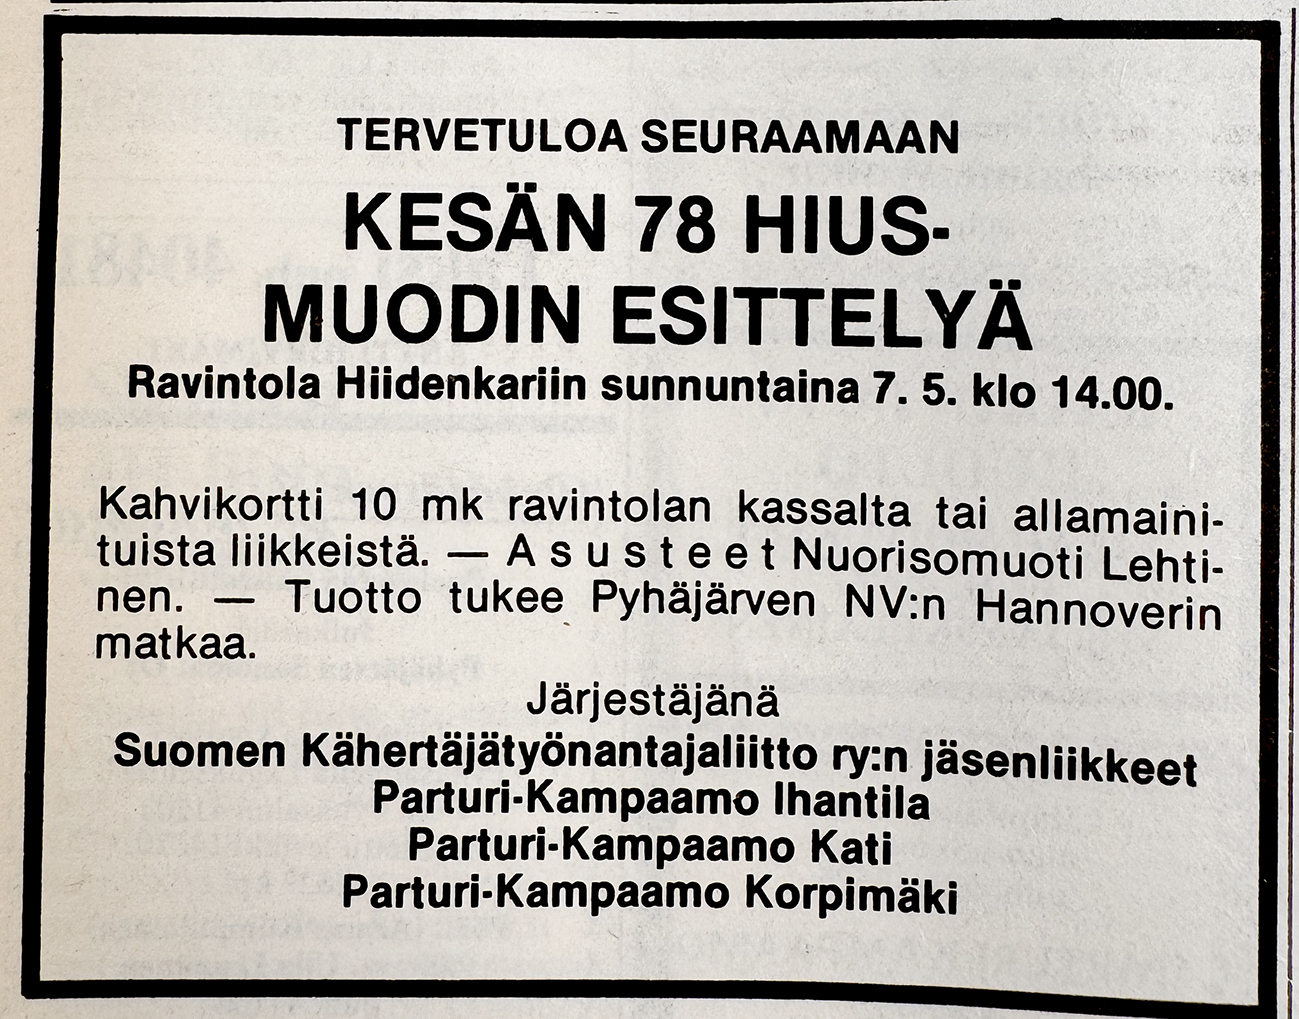 TERVETULOA SEURAAMAAN
KESÄN 78 HIUS-
MUODIN ESITTELYÄ
Ravintola Hiidenkariin sunnuntaina 7. 5. klo 14.00.
Kahvikortti 10 mk ravintolan kassalta tai allamaini-
tuista liikkeistä. — A s u s t e e t Nuorisomuoti Lehti-
nen. — Tuotto tukee Pyhäjärven NV:n Hannoverin
matkaa.
Järjestäjänä
Suomen Kähertäjätyönantajaliitto ry:n jäsenliikkeet
Parturi-Kampaamo Ihantila
Parturi-Kampaamo Kati
Parturi-Kampaamo Korpimäki